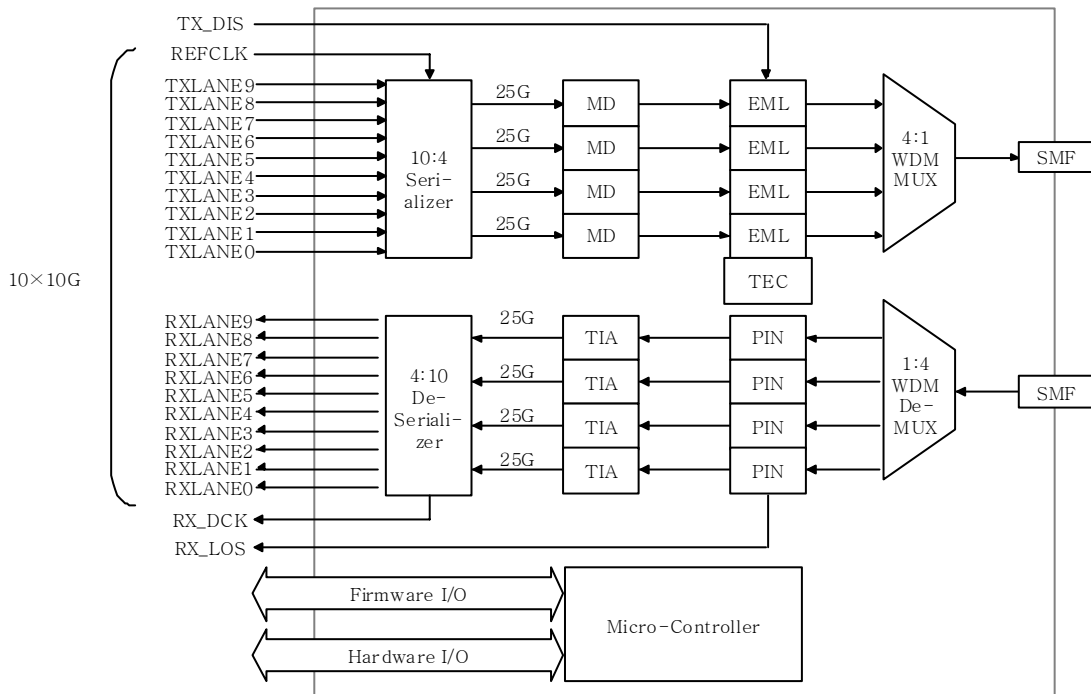 TX_DIS
REFCLK
TXLANE9
TXLANE8
TXLANE7
TXLANE6
TXLANE5
TXLANE4
TXLANE3
TXLANE2
TXLANE1
TXLANE0
10×10G
10:4
Seri-
alizer
25G
25G
25G
25G
MD
MD
MD
MD
EML
EML
EML
EML
TEC
4:1
WDM
MUX
SMF
RXLANE9
RXLANE8
RXLANE7
RXLANE6
RXLANE5
RXLANE4
RXLANE3
RXLANE2
RXLANE1
RXLANE0
RX_DCK
RX_LOS
4:10
De-
Seriali-
zer
25G
25G
25G
25G
TIA
TIA
TIA
TIA
PIN
PIN
PIN
PIN
1:4
WDM
De-
MUX
SMF
Firmware I/O
Hardware I/O
Micro-Controller